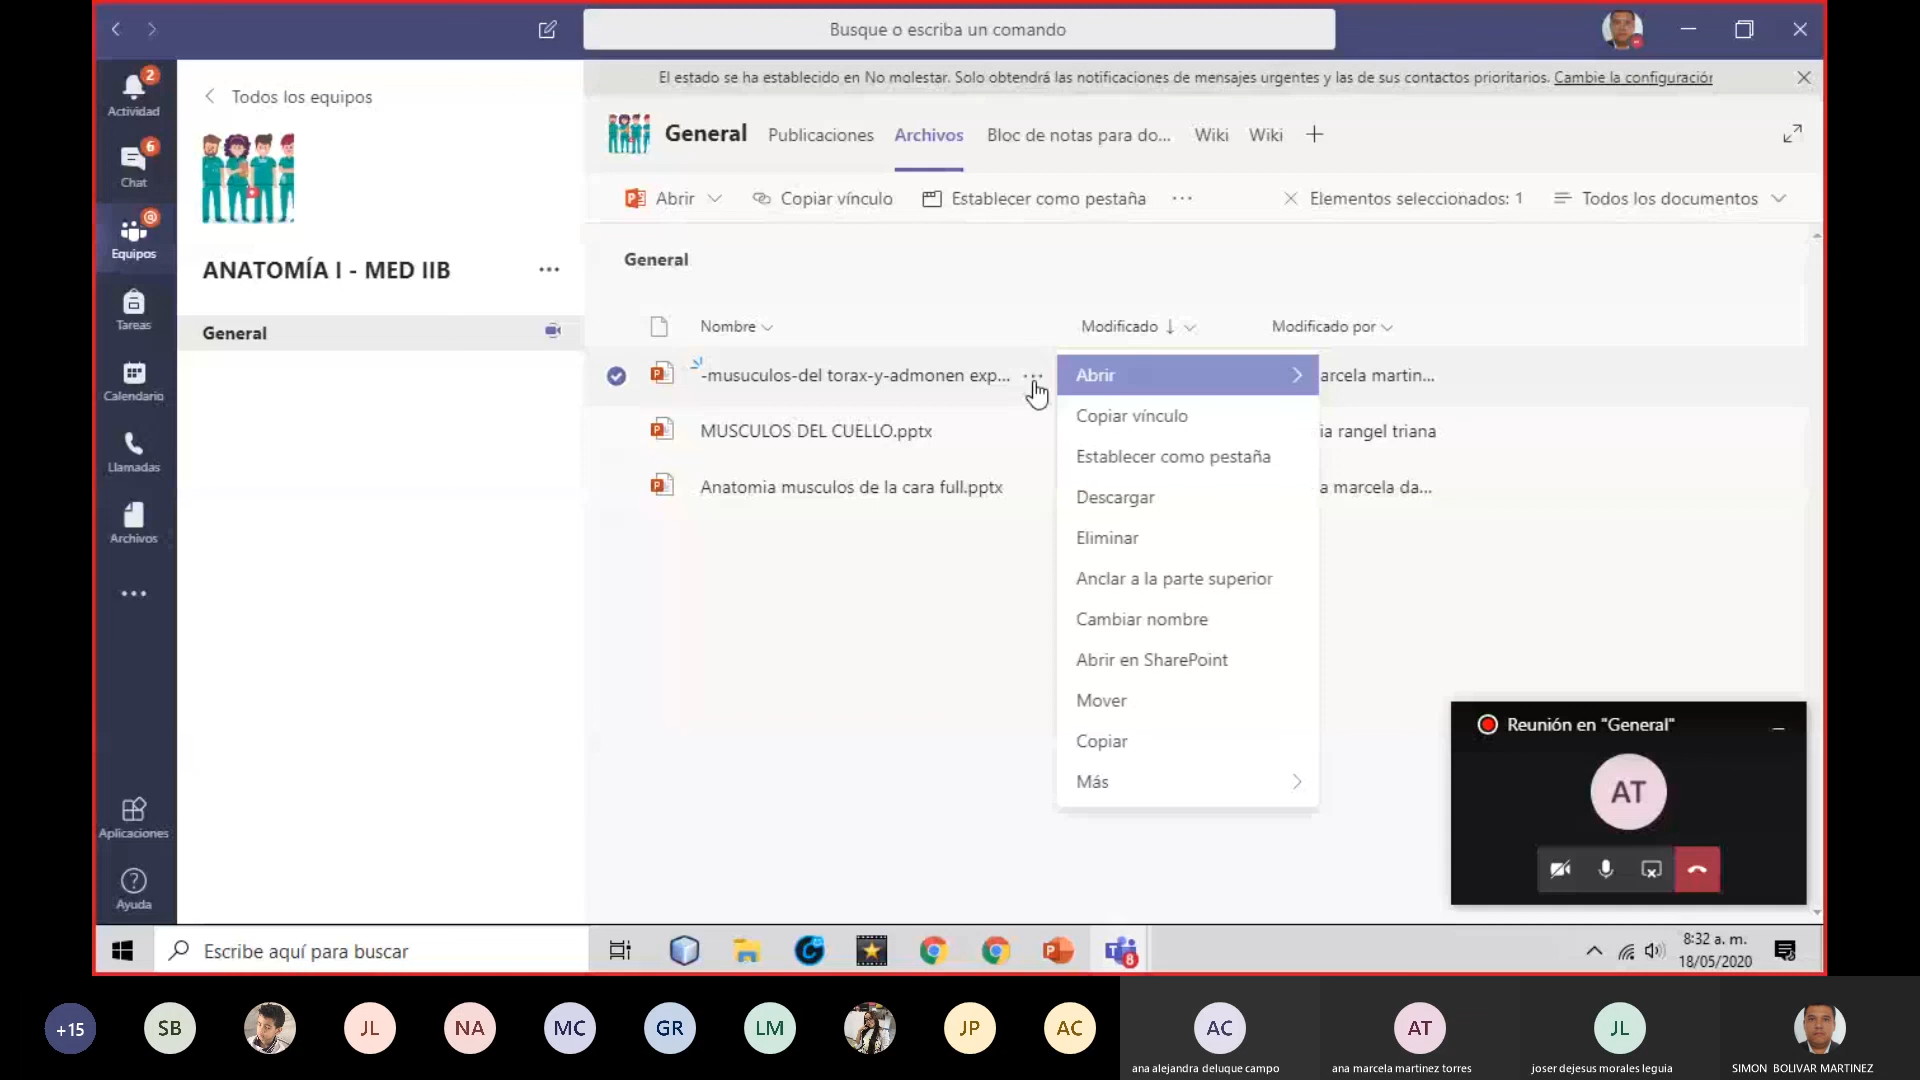 Busque o escriba un comando
El estado se ha establecido en No molestar. Solo obtendrá las notificaciones de mensajes urgentes y las de sus contactos prioritarios. Cambie la configuración
2
Actividad
6
Chat
@
Equipos
Tareas
Calendario
Llamadas
Archivos
Aplicaciones
Ayuda
Todos los equipos
ANATOMÍA I - MED IIB
General
General Publicaciones Archivos Bloc de notas para do... Wiki Wiki
Abrir Copiar vínculo Establecer como pestaña Elementos seleccionados: 1 Todos los documentos
General
Nombre Modificado Modificado por
-musuculos-del torax-y-admonen exp... arcela martin...
MUSCULOS DEL CUELLO.pptx ia rangel triana
Anatomia musculos de la cara full.pptx a marcela da...
Abrir
Copiar vínculo
Establecer como pestaña
Descargar
Eliminar
Anclar a la parte superior
Cambiar nombre
Abrir en SharePoint
Mover
Copiar
Más
Reunión en "General"
AT
Escribe aquí para buscar
8
8:32 a. m.
18/05/2020
+15 SB JL NA MC GR LM JP AC AC AT JL
ana alejandra deluque campo ana marcela martinez torres joser dejesus morales leguia SIMON BOLIVAR MARTINEZ